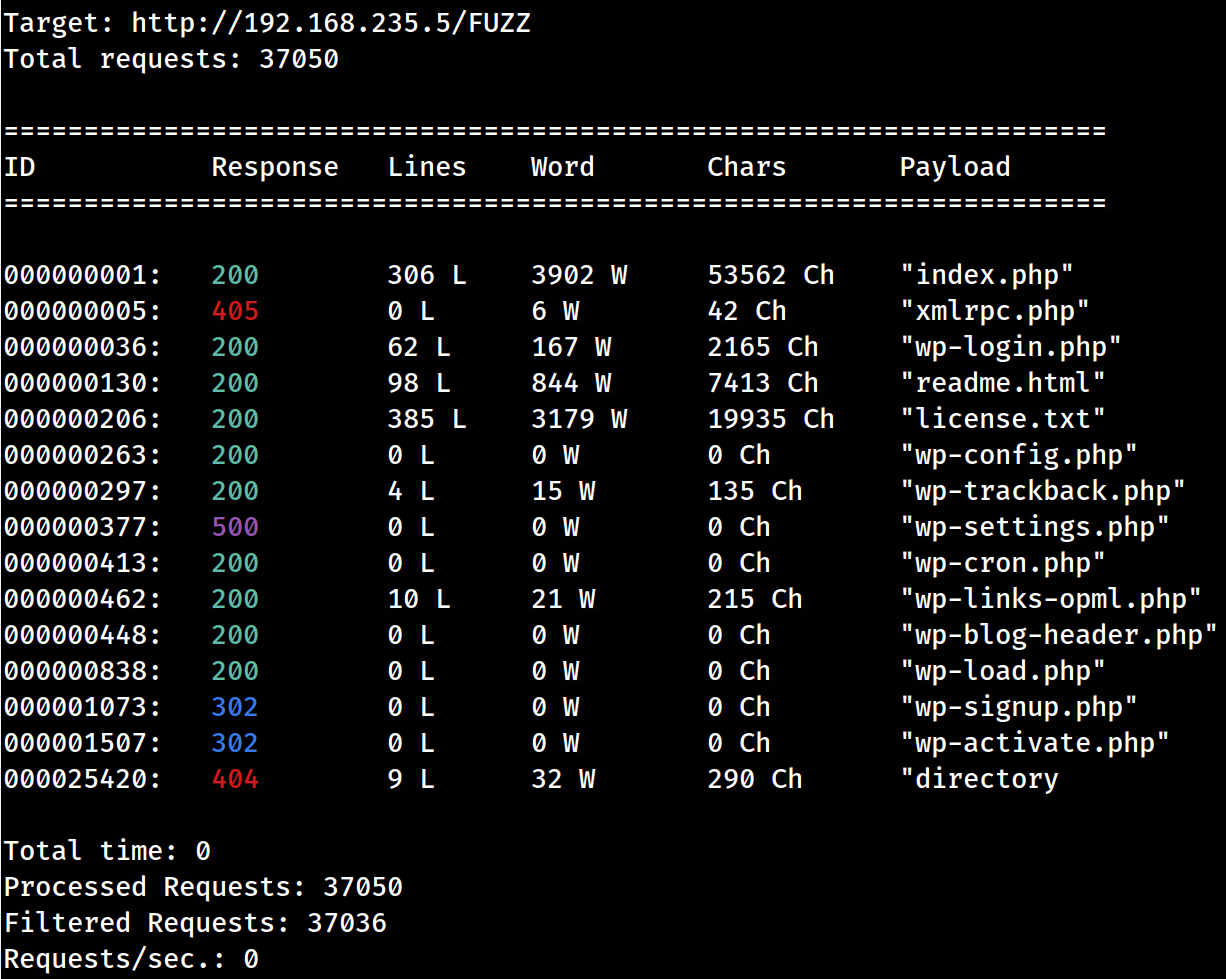 Target: http://192.168.235.5/FUZZ
Total requests: 37050
=====================================================================
ID Response Lines Word Chars Payload
=====================================================================
000000001: 200 306 L 3902 W 53562 Ch "index.php"
000000005: 405 0 L 6 W 42 Ch "xmlrpc.php"
000000036: 200 62 L 167 W 2165 Ch "wp-login.php"
000000130: 200 98 L 844 W 7413 Ch "readme.html"
000000206: 200 385 L 3179 W 19935 Ch "license.txt"
000000263: 200 0 L 0 W 0 Ch "wp-config.php"
000000297: 200 4 L 15 W 135 Ch "wp-trackback.php"
000000377: 500 0 L 0 W 0 Ch "wp-settings.php"
000000413: 200 0 L 0 W 0 Ch "wp-cron.php"
000000462: 200 10 L 21 W 215 Ch "wp-links-opml.php"
000000448: 200 0 L 0 W 0 Ch "wp-blog-header.php"
000000838: 200 0 L 0 W 0 Ch "wp-load.php"
000001073: 302 0 L 0 W 0 Ch "wp-signup.php"
000001507: 302 0 L 0 W 0 Ch "wp-activate.php"
000025420: 404 9 L 32 W 290 Ch "directory
Total time: 0
Processed Requests: 37050
Filtered Requests: 37036
Requests/sec.: 0